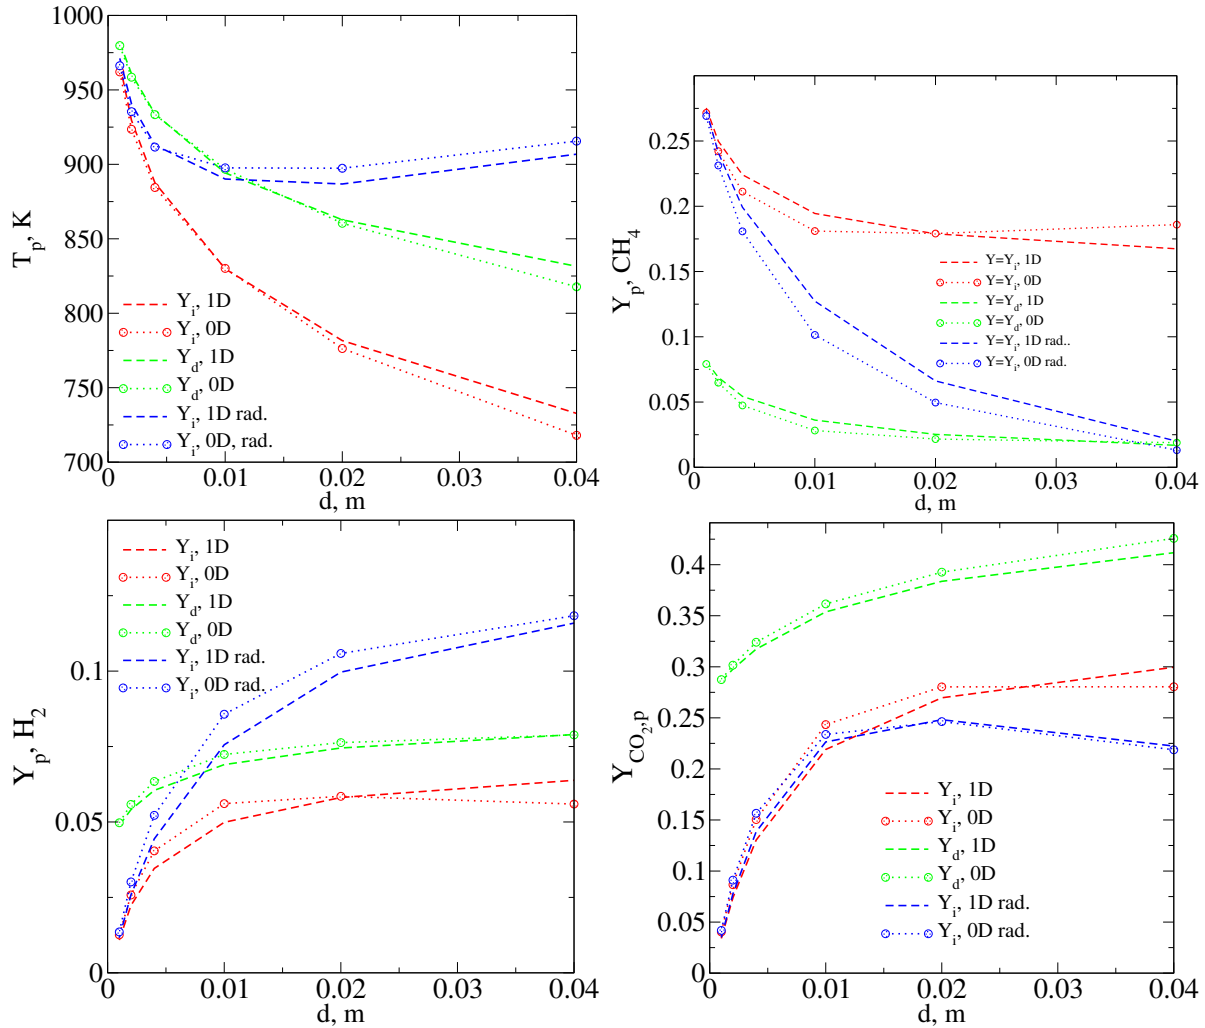 1000
950
900
850
800
750
700
T_p, K
Y_i, 1D
Y_i, 0D
Y_d, 1D
Y_d, 0D
Y_i, 1D rad.
Y_i, 0D, rad.
0 0.01 0.02 0.03 0.04
d, m
0.25
0.2
0.15
0.1
0.05
0
Y_p, CH_4
Y=Y_i, 1D
Y=Y_i, 0D
Y=Y_d, 1D
Y=Y_d, 0D
Y=Y_i, 1D rad..
Y=Y_i, 0D rad.
0 0.01 0.02 0.03 0.04
d, m
0.1
0.05
0
Y_p, H_2
Y_i, 1D
Y_i, 0D
Y_d, 1D
Y_d, 0D
Y_i, 1D rad.
Y_i, 0D rad.
0 0.01 0.02 0.03 0.04
d, m
0.4
0.35
0.3
0.25
0.2
0.15
0.1
0.05
0
Y_CO_2,p
Y_i, 1D
Y_i, 0D
Y_d, 1D
Y_d, 0D
Y_i, 1D rad.
Y_i, 0D rad.
0 0.01 0.02 0.03 0.04
d, m